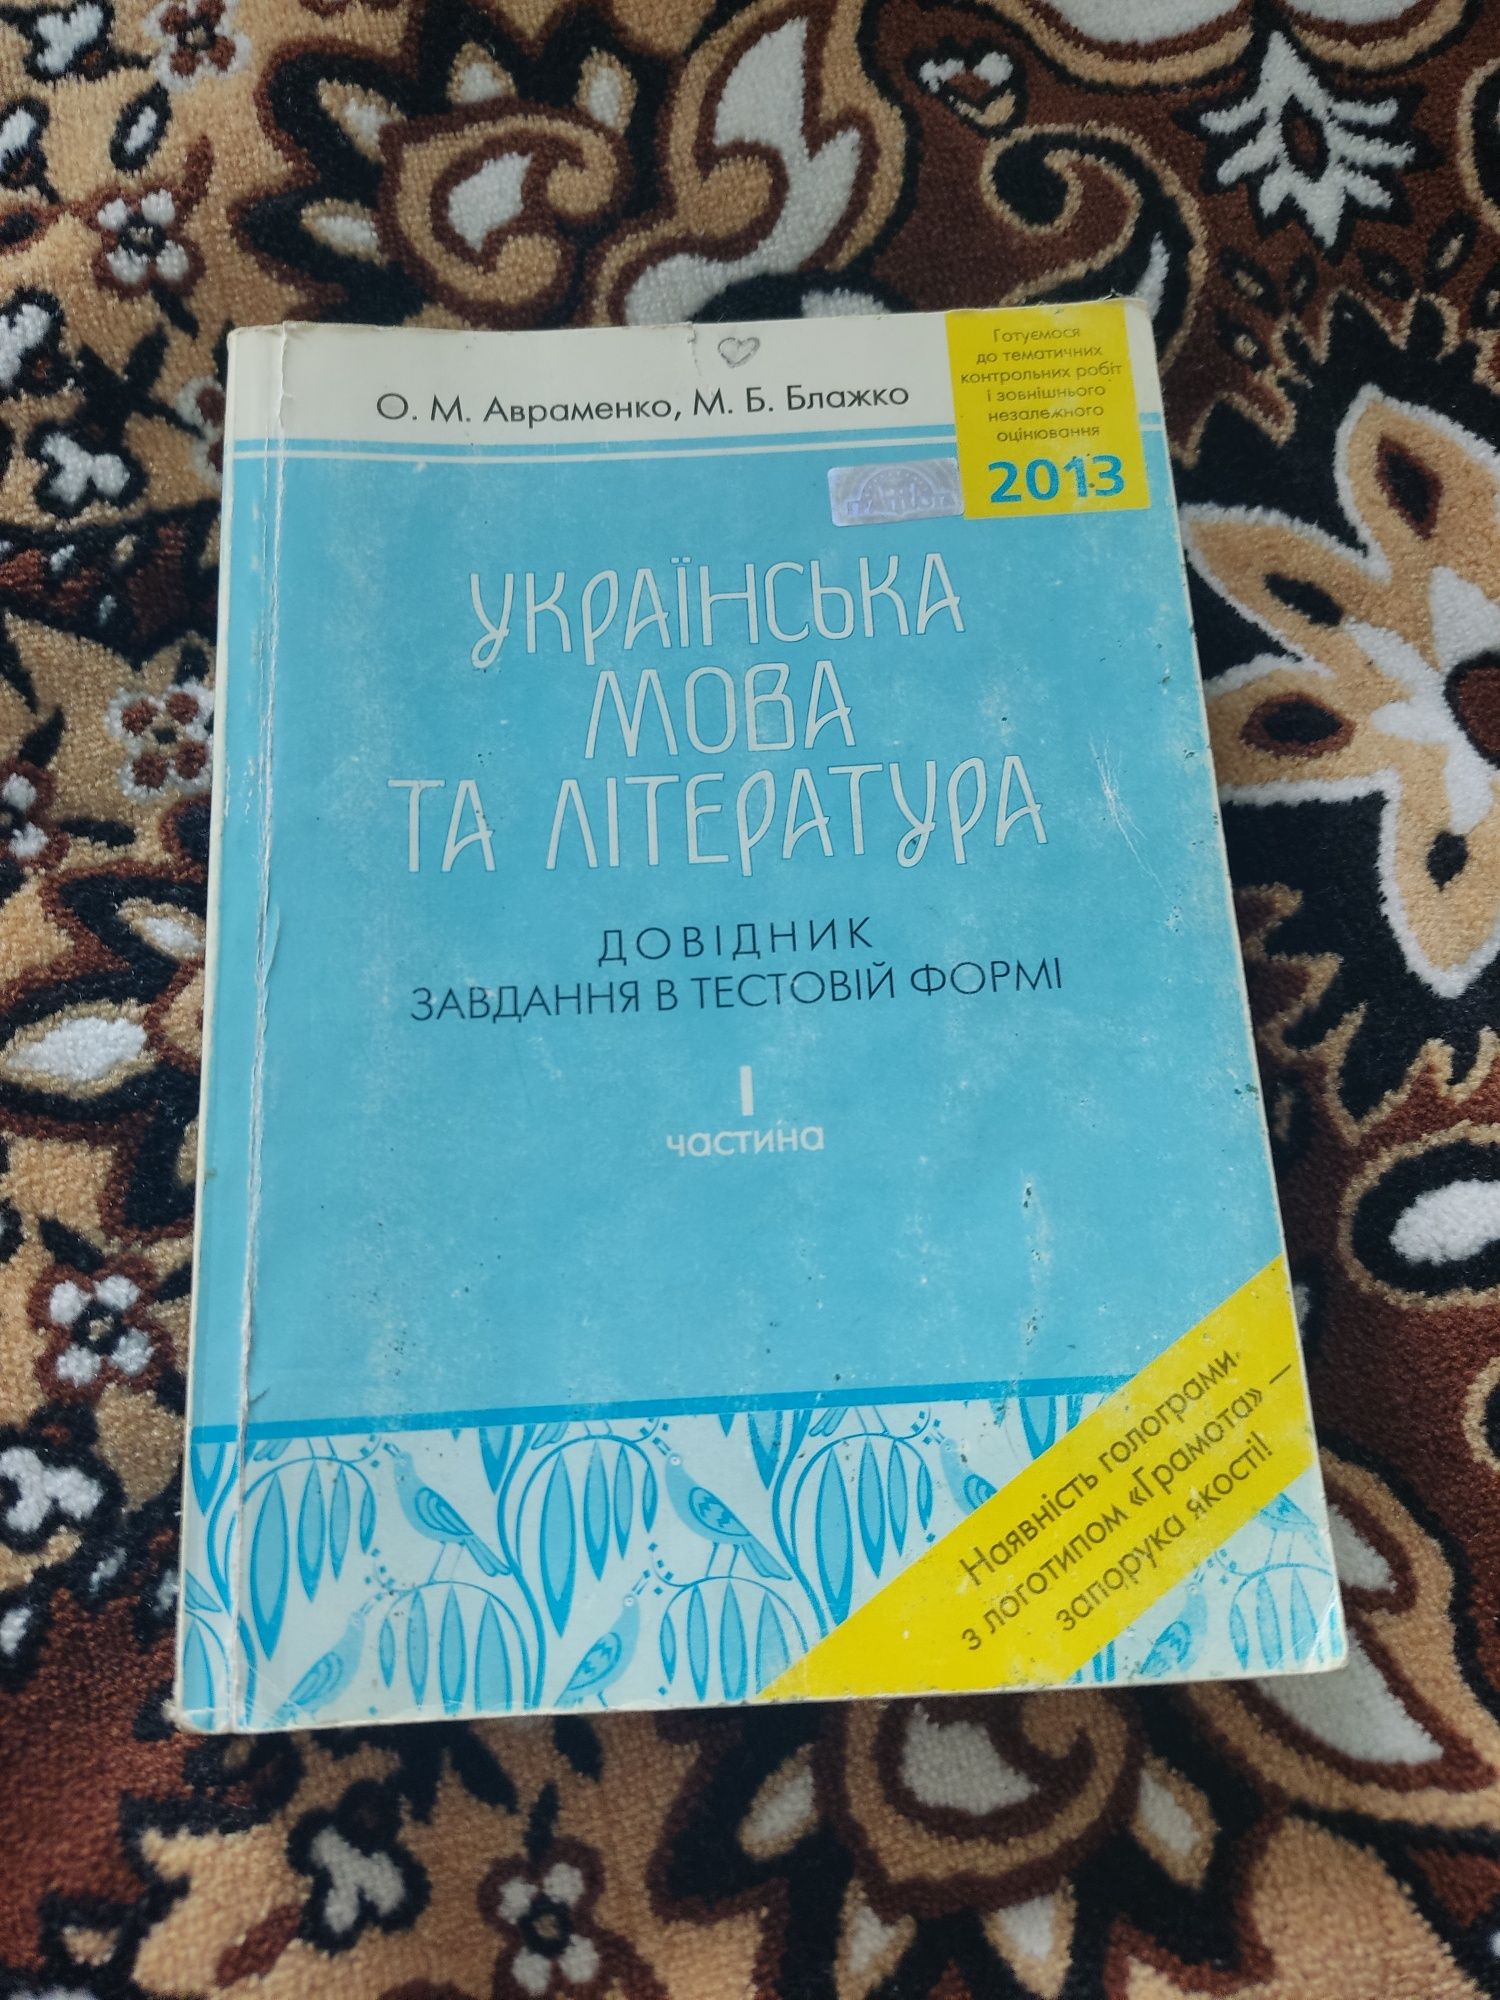 О. М. Авраменко, М. Б. Блажко
Готуємося
до тематичних
контрольних робіт
і зовнішнього
незалежного
оцінювання
2013
УКРАЇНСЬКА
МОВА
ТА ЛІТЕРАТУРА
ДОВІДНИК
ЗАВДАННЯ В ТЕСТОВІЙ ФОРМІ
I
частина
Наявність голограми
з логотипом «Грамота» –
запорука якості!